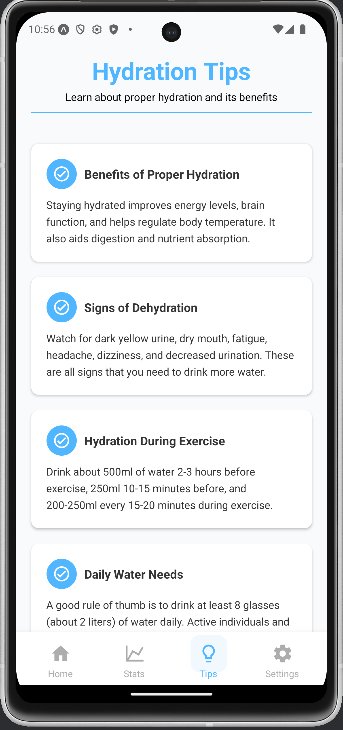 10:56
Hydration Tips
Learn about proper hydration and its benefits
Benefits of Proper Hydration
Staying hydrated improves energy levels, brain
function, and helps regulate body temperature. It
also aids digestion and nutrient absorption.
Signs of Dehydration
Watch for dark yellow urine, dry mouth, fatigue,
headache, dizziness, and decreased urination. These
are all signs that you need to drink more water.
Hydration During Exercise
Drink about 500ml of water 2-3 hours before
exercise, 250ml 10-15 minutes before, and
200-250ml every 15-20 minutes during exercise.
Daily Water Needs
A good rule of thumb is to drink at least 8 glasses
(about 2 liters) of water daily. Active individuals and
Home
Stats
Tips
Settings